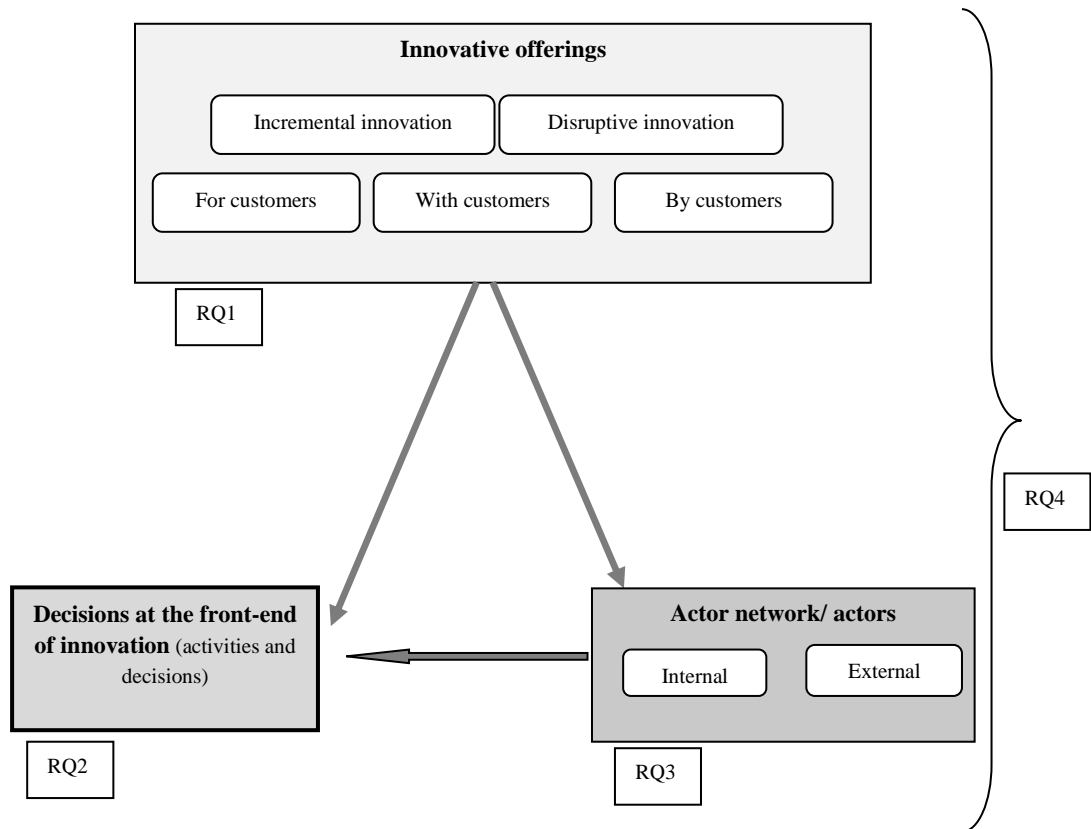 Innovative offerings
Incremental innovation
Disruptive innovation
For customers
With customers
By customers
RQ1
RQ4
Decisions at the front-end
of innovation (activities and
decisions)
Actor network/ actors
Internal
External
RQ2
RQ3